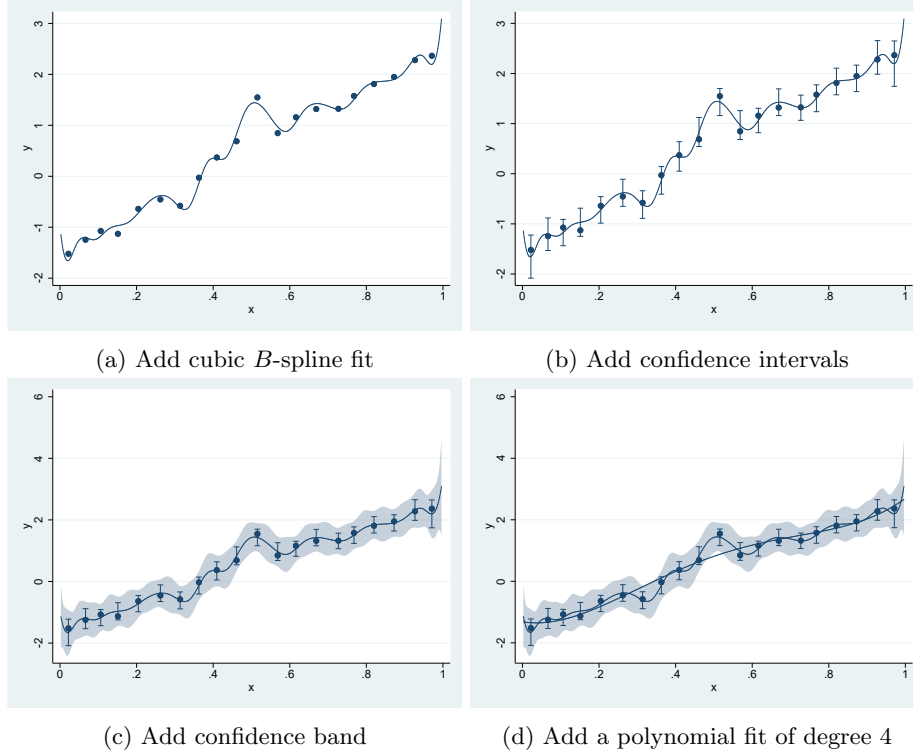 3
2
1
0
-1
-2
y
0 .2 .4 .6 .8 1
x
(a) Add cubic B-spline fit
3
2
1
0
-1
-2
y
0 .2 .4 .6 .8 1
x
(b) Add confidence intervals
6
4
2
0
-2
y
0 .2 .4 .6 .8 1
x
(c) Add confidence band
6
4
2
0
-2
y
0 .2 .4 .6 .8 1
x
(d) Add a polynomial fit of degree 4